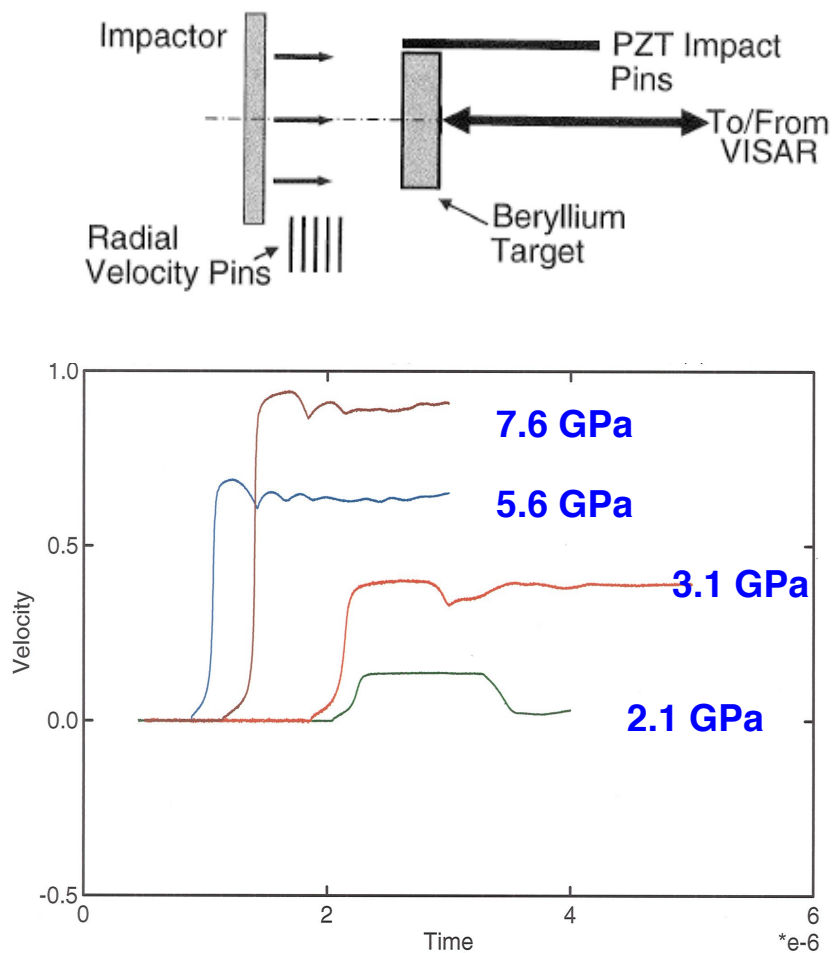 Impactor
PZT Impact
Pins
To/From
VISAR
Beryllium
Target
Radial
Velocity Pins
1.0
7.6 GPa
5.6 GPa
0.5
3.1 GPa
Velocity
0.0
2.1 GPa
-0.5
0
2
4
6
Time
*e-6